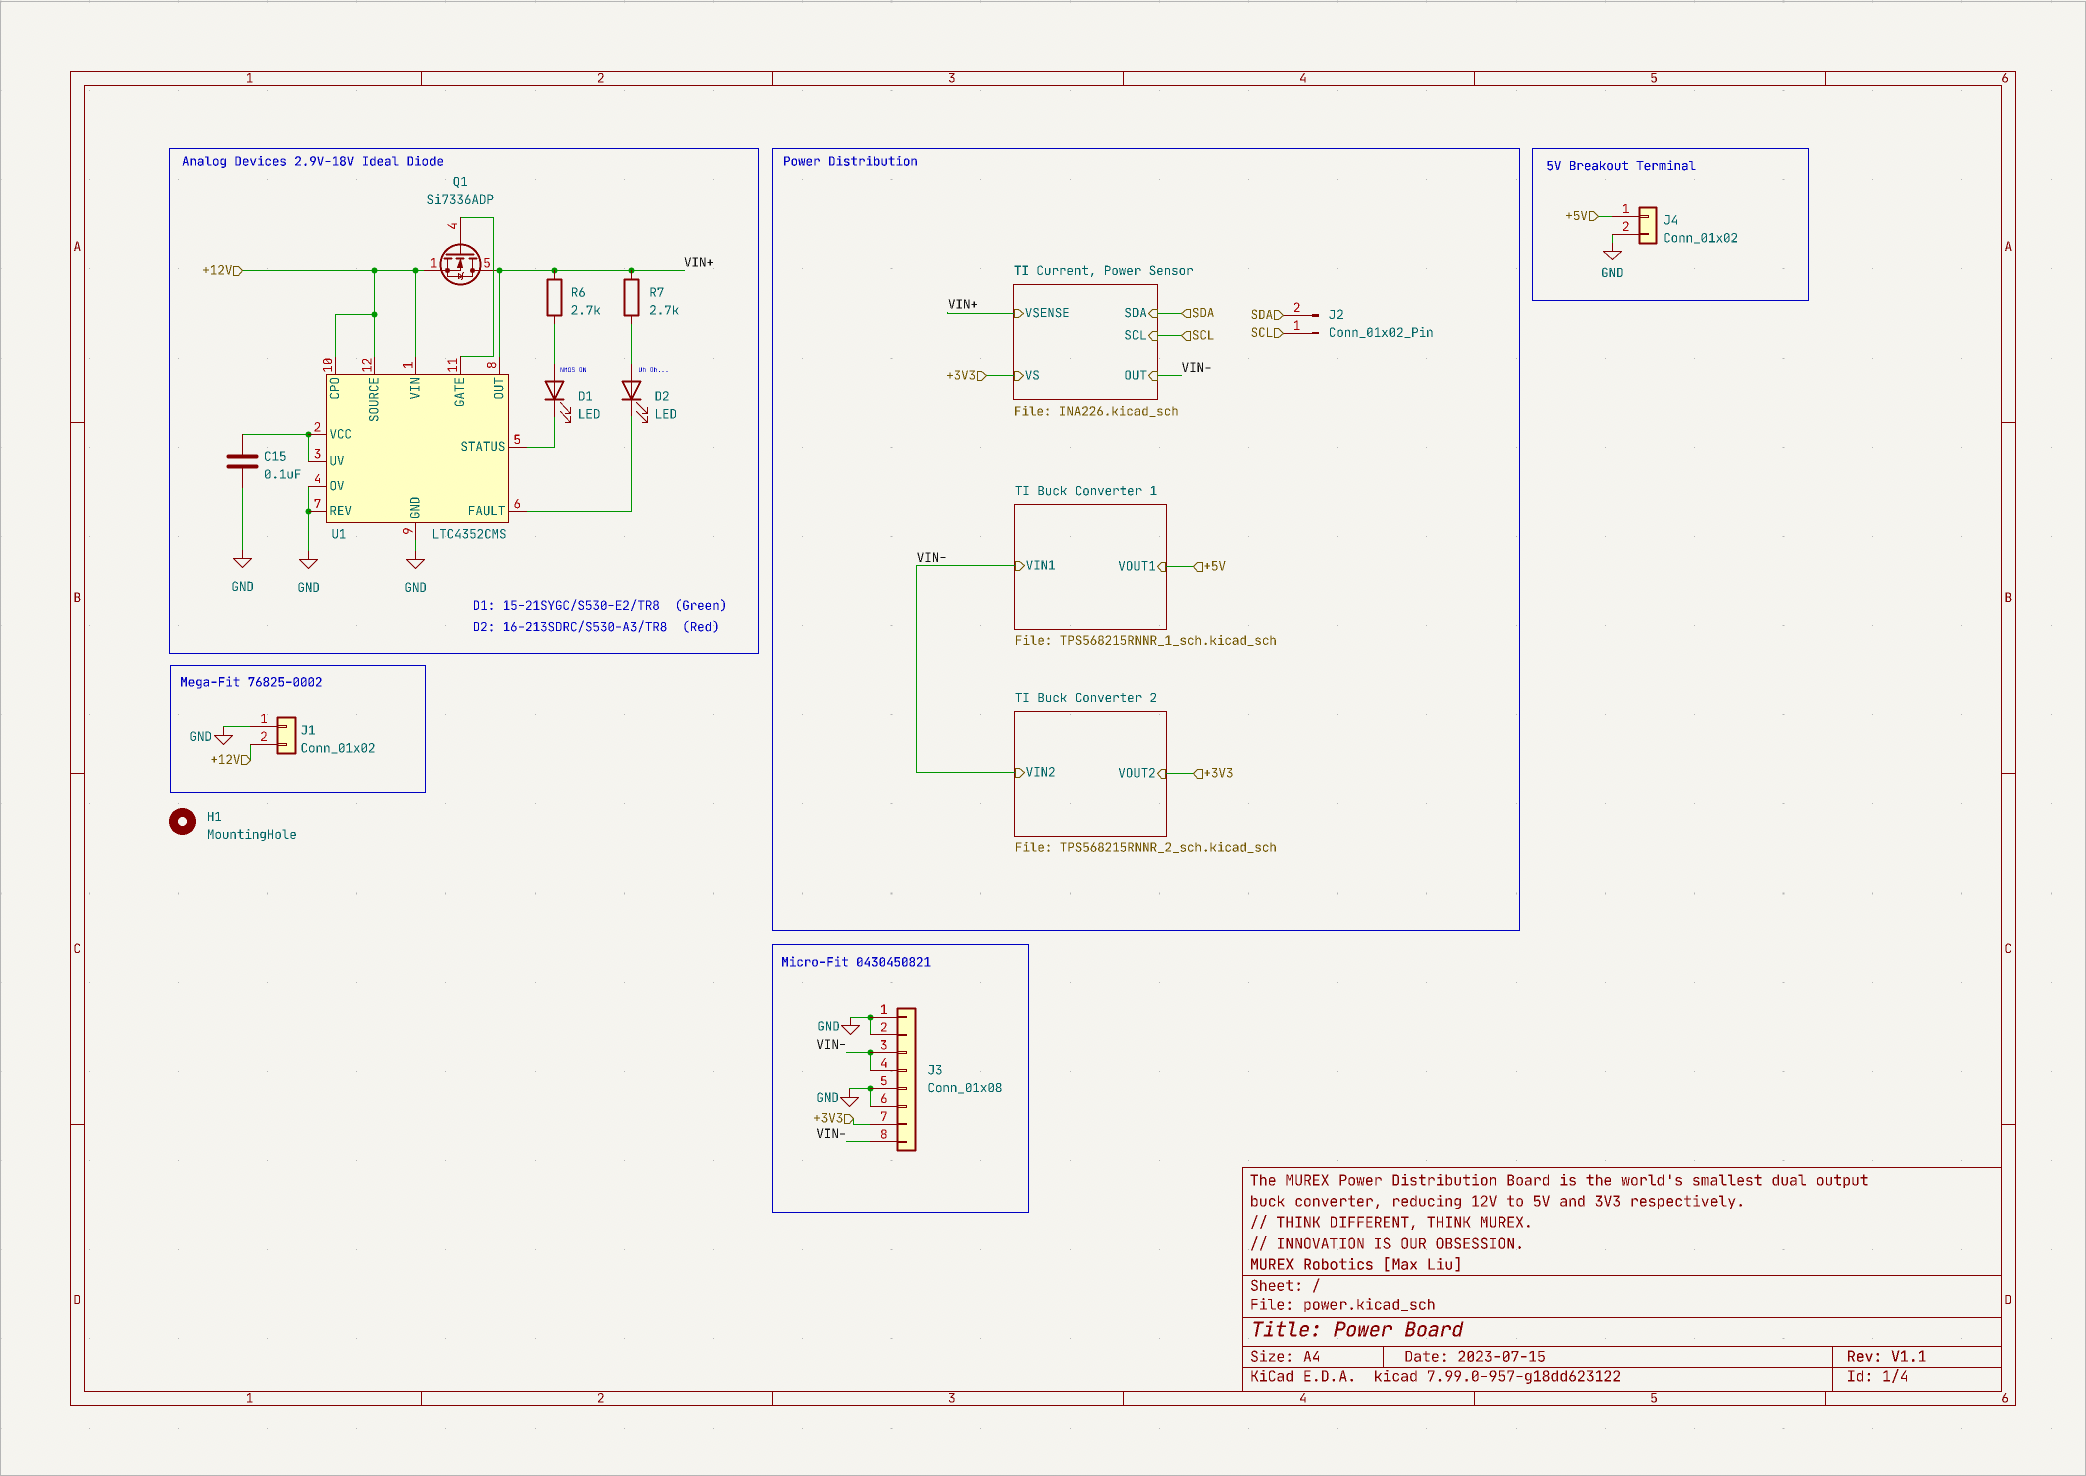 1 2 3 4 5 6
A A
B B
C C
D D
Analog Devices 2.9V-18V Ideal Diode
Q1
Si7336ADP
4
+12V
1
5
VIN+
R6
2.7k
R7
2.7k
10 12 1 11 8
CPO SOURCE VIN GATE OUT
NMOS ON
Uh Oh...
D1
LED
D2
LED
2 VCC
3 UV
4 OV
7 REV
STATUS 5
FAULT 6
GND
9
C15
0.1uF
U1
LTC4352CMS
GND
GND
GND
D1: 15-21SYGC/S530-E2/TR8 (Green)
D2: 16-213SDRC/S530-A3/TR8 (Red)
Mega-Fit 76825-0002
1
2
GND
+12V
J1
Conn_01x02
H1
MountingHole
Power Distribution
TI Current, Power Sensor
VIN+
VSENSE
SDA
SDA
SCL
SCL
+3V3
VS
OUT
VIN-
File: INA226.kicad_sch
SDA 2
SCL 1
J2
Conn_01x02_Pin
TI Buck Converter 1
VIN-
VIN1
VOUT1
+5V
File: TPS568215RNNR_1_sch.kicad_sch
TI Buck Converter 2
VIN2
VOUT2
+3V3
File: TPS568215RNNR_2_sch.kicad_sch
5V Breakout Terminal
+5V
1
2
GND
J4
Conn_01x02
Micro-Fit 0430450821
1
GND
2
VIN-
3
4
5
GND
6
+3V3
7
VIN-
8
J3
Conn_01x08
The MUREX Power Distribution Board is the world's smallest dual output
buck converter, reducing 12V to 5V and 3V3 respectively.
// THINK DIFFERENT, THINK MUREX.
// INNOVATION IS OUR OBSESSION.
MUREX Robotics [Max Liu]
Sheet: /
File: power.kicad_sch
Title: Power Board
Size: A4 Date: 2023-07-15 Rev: V1.1
KiCad E.D.A. kicad 7.99.0-957-g18dd623122 Id: 1/4
1 2 3 4 5 6